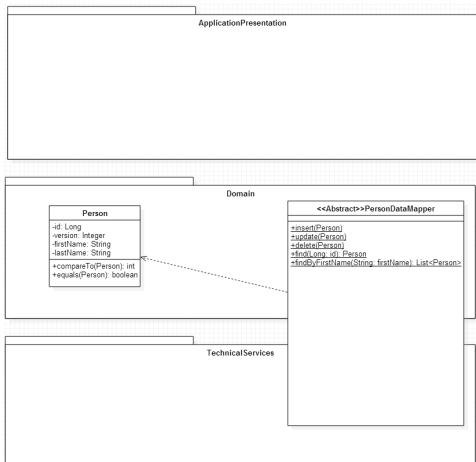 ApplicationPresentation
Domain
Person
-id: Long
-version: Integer
-firstName: String
-lastName: String
+compareTo(Person): int
+equals(Person): boolean
<<Abstract>>PersonDataMapper
+insert(Person)
+update(Person)
+delete(Person)
+find(Long: id): Person
+findByFirstName(String: firstName): List<Person>
TechnicalServices